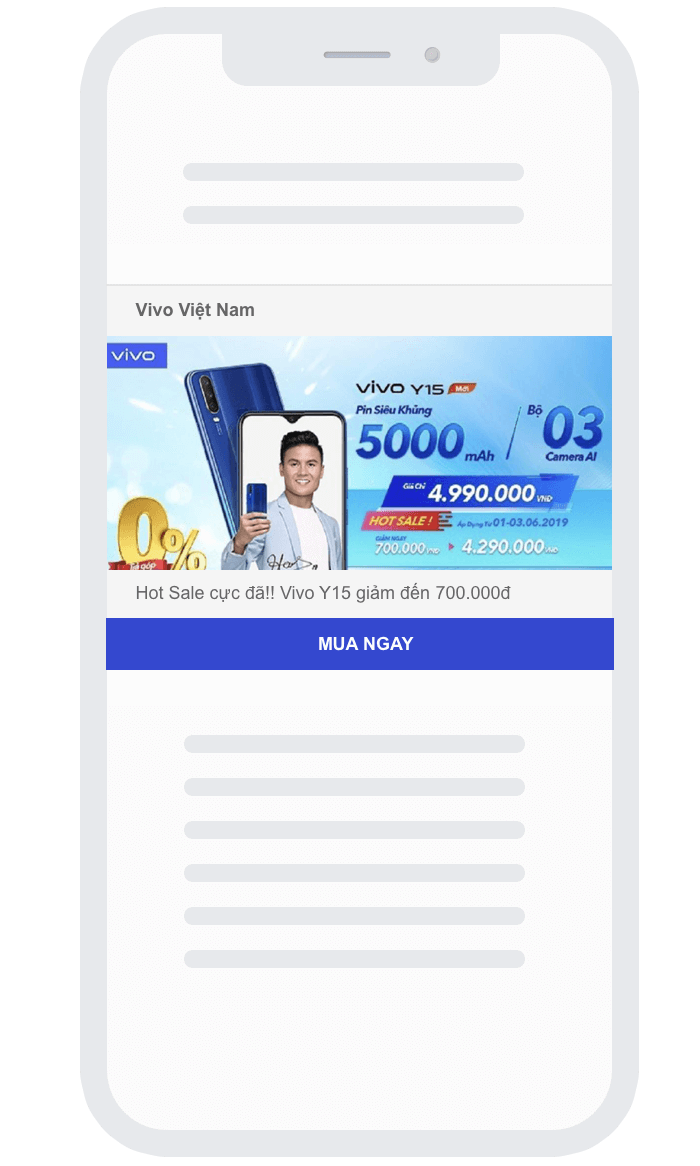 Vivo Việt Nam
vivo
vivo Y15 Mới
Pin Siêu Khủng
5000 mAh
Bộ 03 Camera AI
Giá Chỉ 4.990.000 VNĐ
HOT SALE ! Áp Dụng Từ 01-03.06.2019
GIẢM NGAY
700.000 VNĐ 4.290.000 VNĐ
0%
Trả góp
Hot Sale cực đã!! Vivo Y15 giảm đến 700.000đ
MUA NGAY